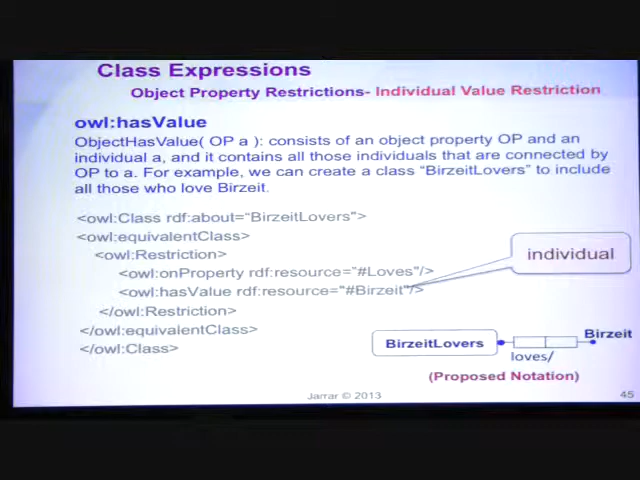 Class Expressions
Object Property Restrictions- Individual Value Restriction
owl:hasValue
ObjectHasValue( OP a ): consists of an object property OP and an
individual a, and it contains all those individuals that are connected by
OP to a. For example, we can create a class “BirzeitLovers” to include
all those who love Birzeit.
<owl:Class rdf:about=“BirzeitLovers">
<owl:equivalentClass>
<owl:Restriction>
<owl:onProperty rdf:resource="#Loves"/>
<owl:hasValue rdf:resource="#Birzeit"/>
</owl:Restriction>
</owl:equivalentClass>
</owl:Class>
individual
BirzeitLovers
Birzeit
loves/
(Proposed Notation)
Jarrar © 2013
45